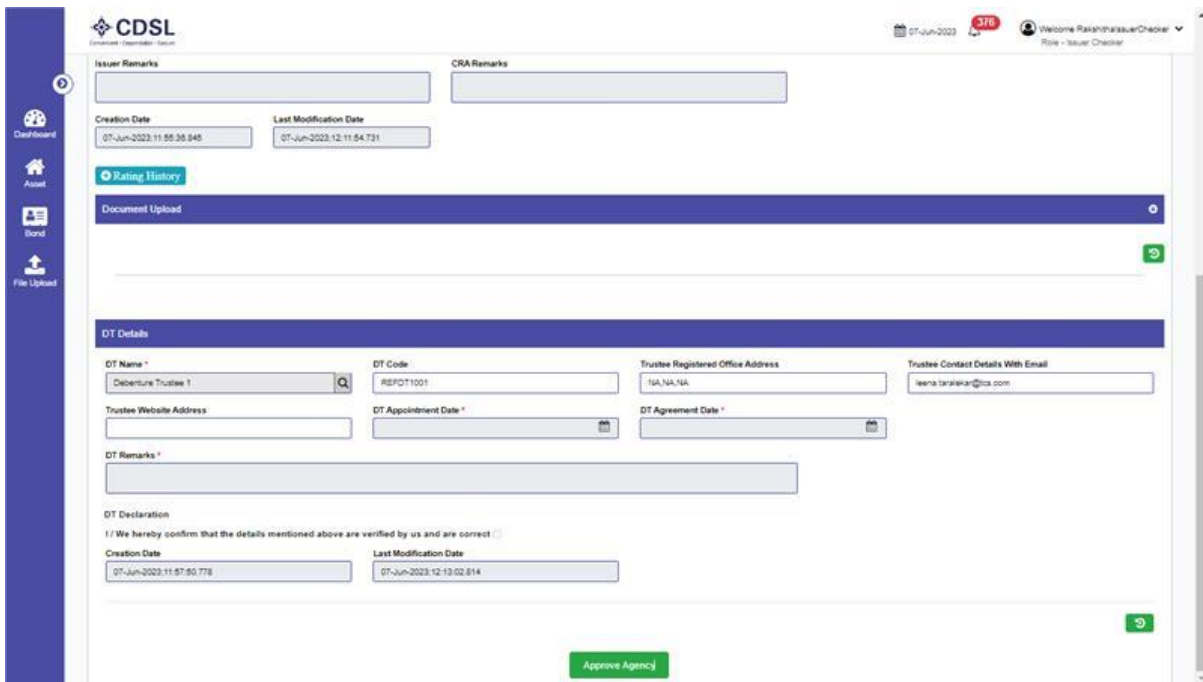 CDSL
Convenient - Dependable - Secure
07-Jun-2023
376
Welcome RakshithaIssuerChecker
Role - Issuer Checker
Issuer Remarks
CRA Remarks
Dashboard
Creation Date
Last Modification Date
07-Jun-2023;11:55:36.845
07-Jun-2023;12:11:54.731
Asset
Rating History
Bond
Document Upload
File Upload
DT Details
DT Name *
DT Code
Trustee Registered Office Address
Trustee Contact Details With Email
Debenture Trustee 1
REFDT1001
NA,NA,NA
leena.taralekar@tcs.com
Trustee Website Address
DT Appointment Date *
DT Agreement Date *
DT Remarks *
DT Declaration
I / We hereby confirm that the details mentioned above are verified by us and are correct
Creation Date
Last Modification Date
07-Jun-2023;11:57:50.778
07-Jun-2023;12:13:02.814
Approve Agency